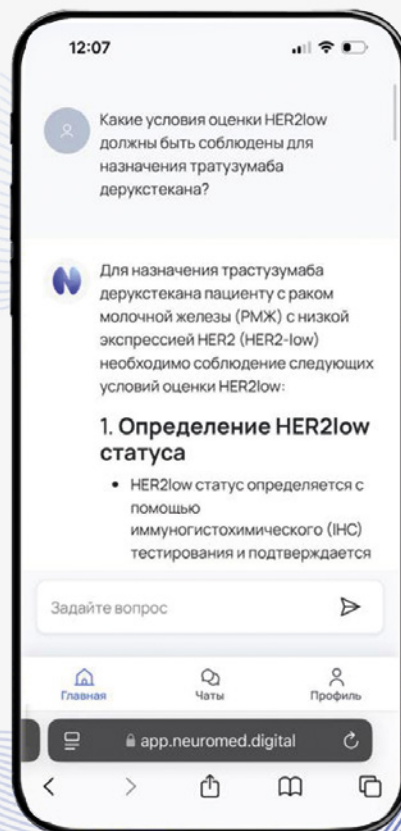 12:07
Какие условия оценки HER2low
должны быть соблюдены для
назначения тратузумаба
дерукстекана?
Для назначения трастузумаба
дерукстекана пациенту с раком
молочной железы (РМЖ) с низкой
экспрессией HER2 (HER2-low)
необходимо соблюдение следующих
условий оценки HER2low:
1. Определение HER2low
статуса
• HER2low статус определяется с
помощью
иммуногистохимического (IHC)
тестирования и подтверждается
Задайте вопрос
Главная
Чаты
Профиль
app.neuromed.digital